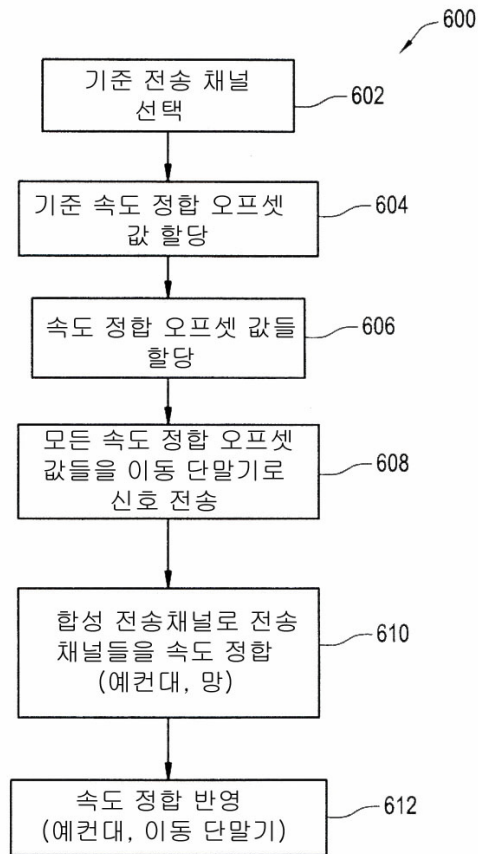 600
기준 전송 채널
선택
602
기준 속도 정합 오프셋
값 할당
604
속도 정합 오프셋 값들
할당
606
모든 속도 정합 오프셋
값들을 이동 단말기로
신호 전송
608
합성 전송채널로 전송
채널들을 속도 정합
(예컨대, 망)
610
속도 정합 반영
(예컨대, 이동 단말기)
612